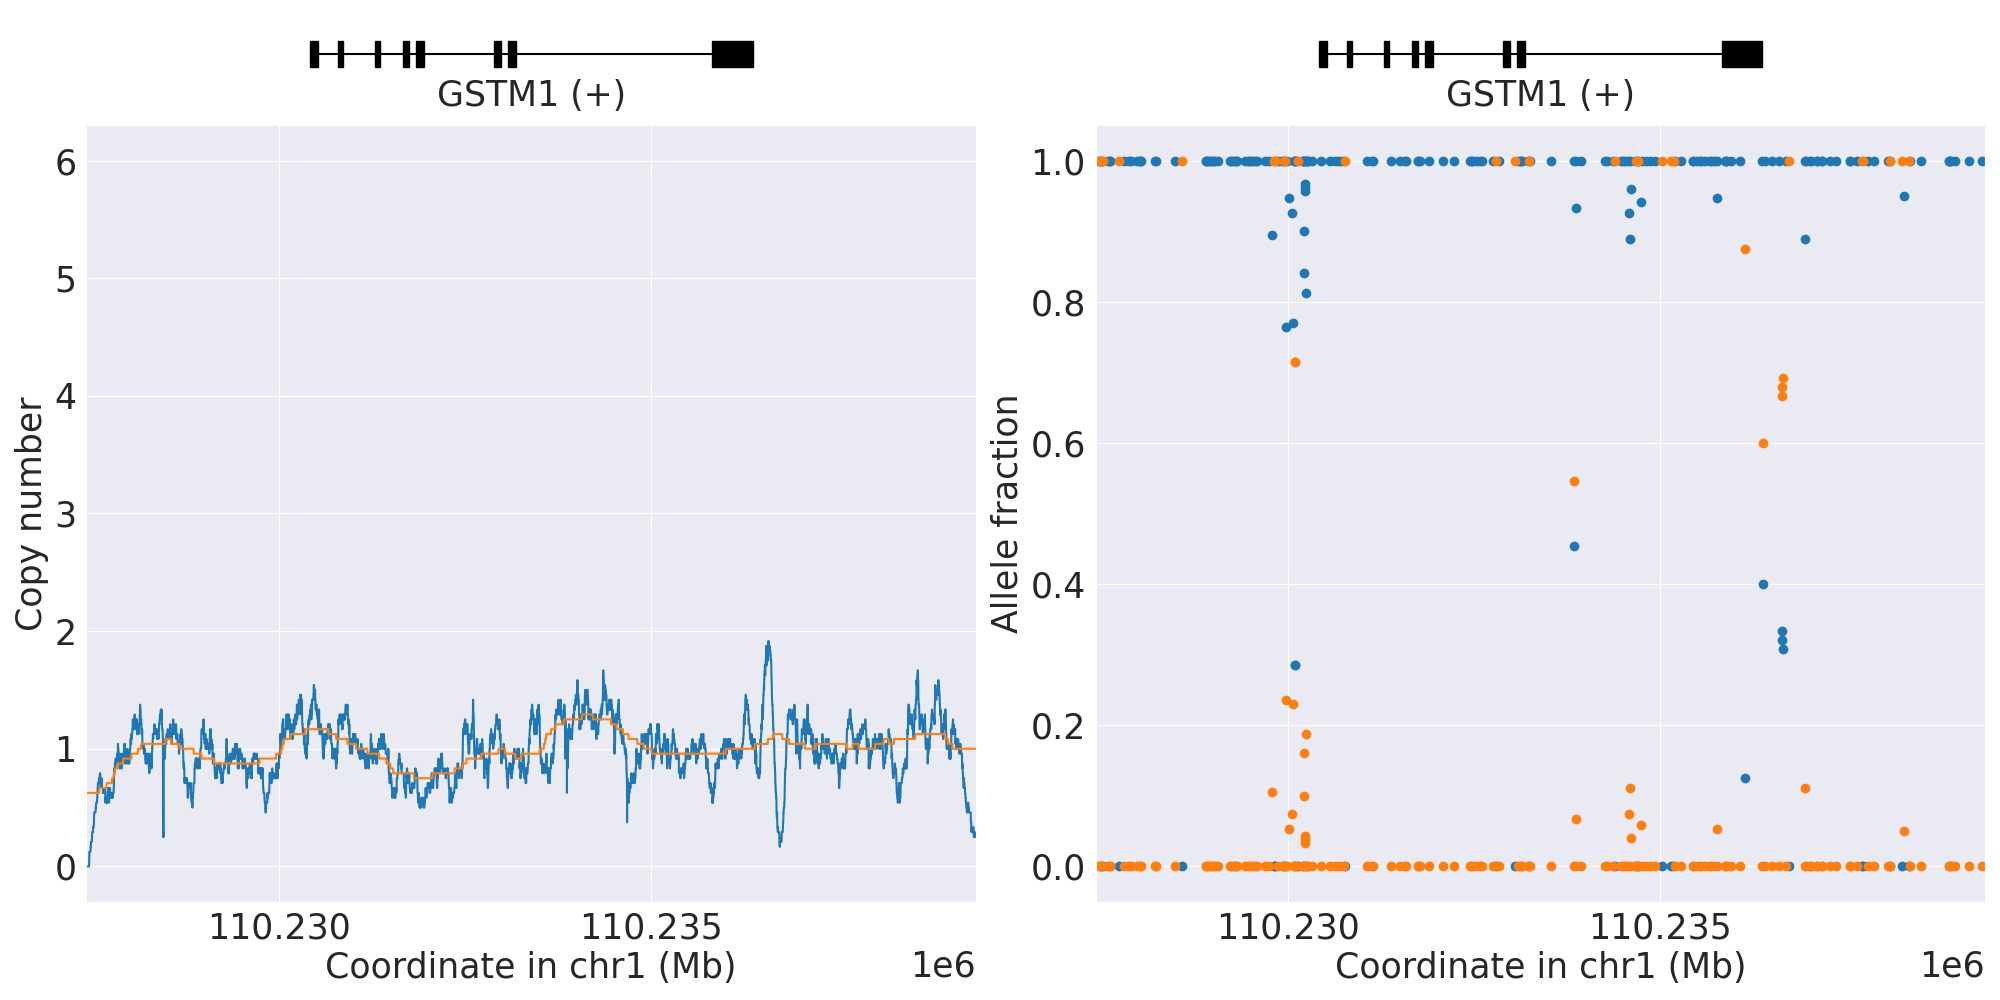 GSTM1 (+)
6
5
4
3
2
1
0
Copy number
110.230
110.235
Coordinate in chr1 (Mb)
1e6
GSTM1 (+)
1.0
0.8
0.6
0.4
0.2
0.0
Allele fraction
110.230
110.235
Coordinate in chr1 (Mb)
1e6